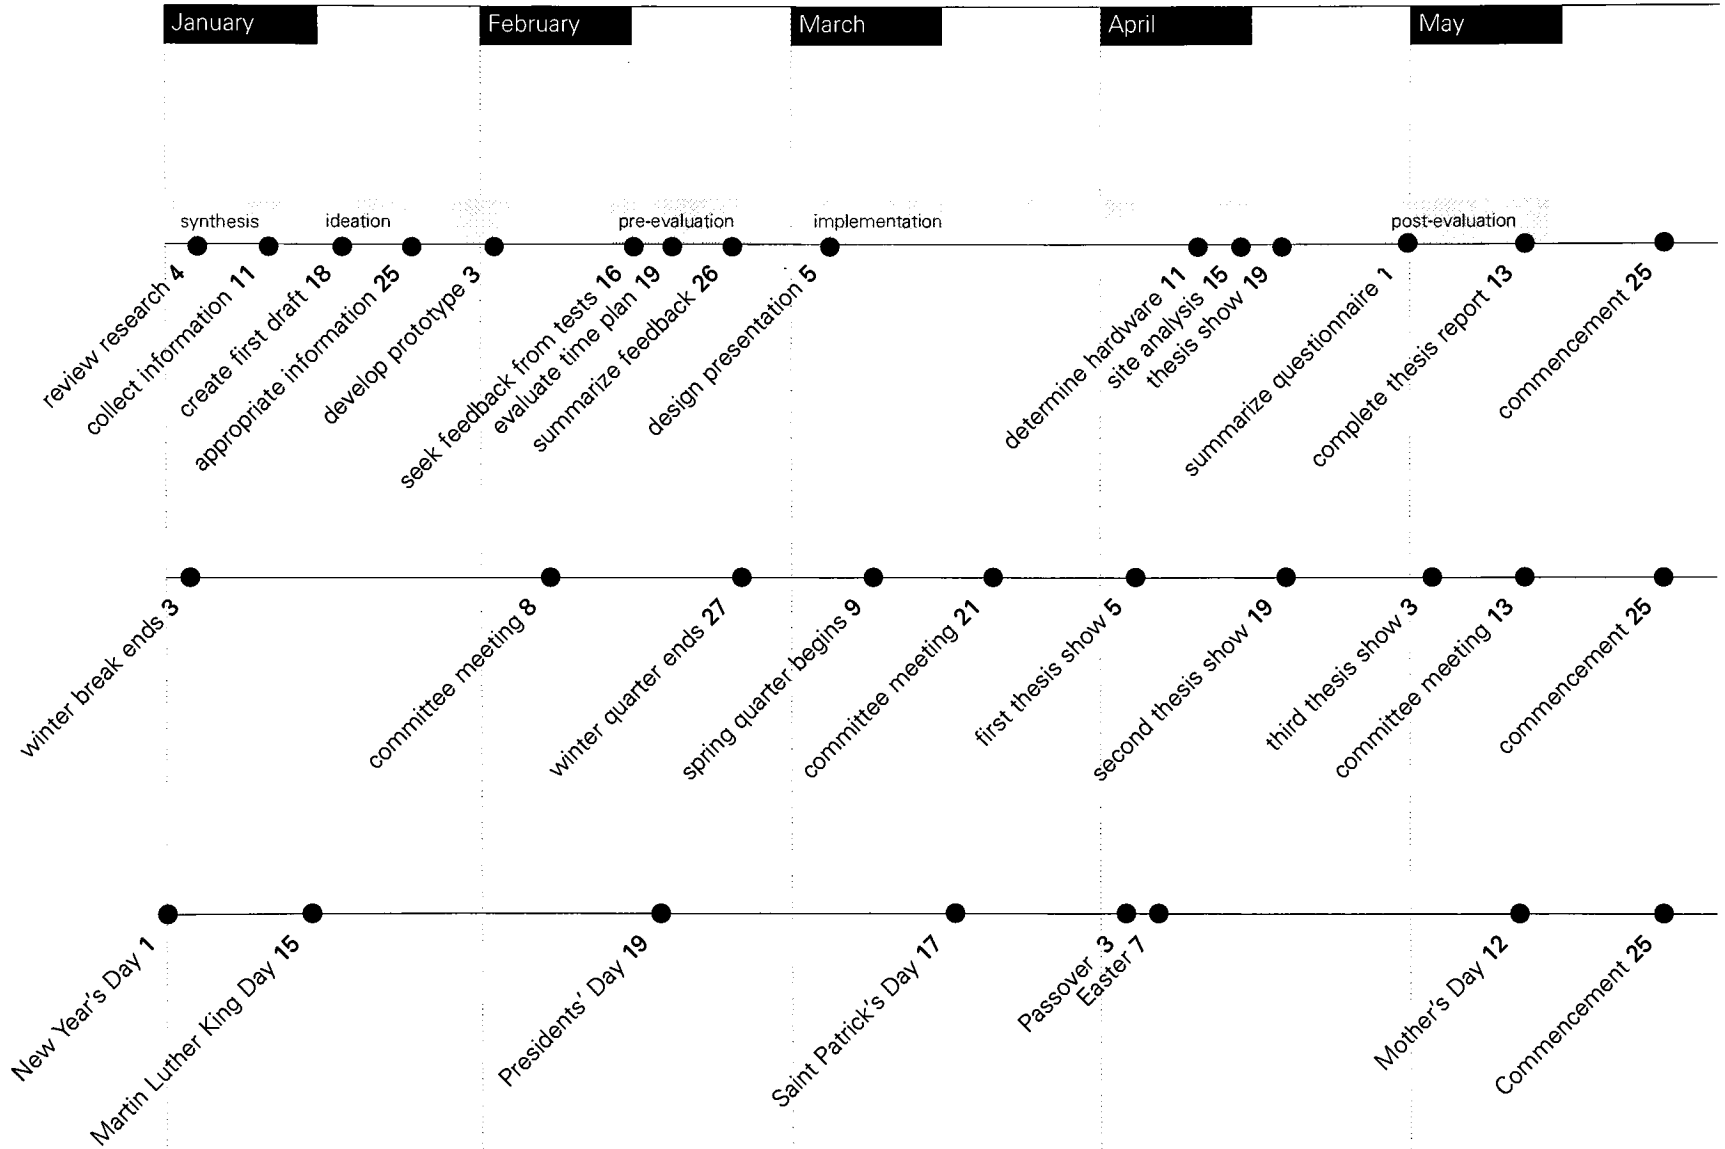 January
February
March
April
May
synthesis
ideation
pre-evaluation
implementation
post-evaluation
review research 4
collect information 11
create first draft 18
appropriate information 25
develop prototype 3
seek feedback from tests 16
evaluate time plan 19
summarize feedback 26
design presentation 5
determine hardware 11
site analysis 15
thesis show 19
summarize questionnaire 1
complete thesis report 13
commencement 25
winter break ends 3
committee meeting 8
winter quarter ends 27
spring quarter begins 9
committee meeting 21
first thesis show 5
second thesis show 19
third thesis show 3
committee meeting 13
commencement 25
New Year's Day 1
Martin Luther King Day 15
Presidents' Day 19
Saint Patrick's Day 17
Passover 3
Easter 7
Mother's Day 12
Commencement 25